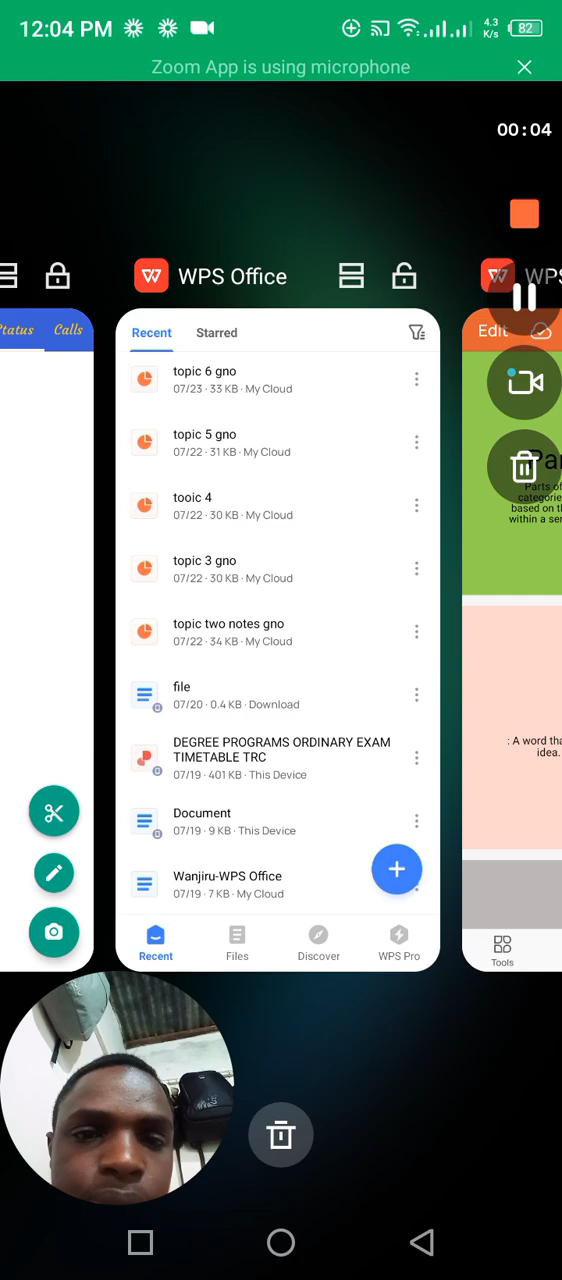 12:04 PM
4.3
K/s
82
Zoom App is using microphone
00:04
WPS Office
WPS
Status Calls
Recent Starred
topic 6 gno
07/23 · 33 KB · My Cloud
topic 5 gno
07/22 · 31 KB · My Cloud
tooic 4
07/22 · 30 KB · My Cloud
topic 3 gno
07/22 · 30 KB · My Cloud
topic two notes gno
07/22 · 34 KB · My Cloud
file
07/20 · 0.4 KB · Download
DEGREE PROGRAMS ORDINARY EXAM
TIMETABLE TRC
07/19 · 401 KB · This Device
Document
07/19 · 9 KB · This Device
Wanjiru-WPS Office
07/19 · 7 KB · My Cloud
Recent Files Discover WPS Pro
Edit
Par
Parts of
categorie
based on th
within a sen
: A word tha
idea.
Tools